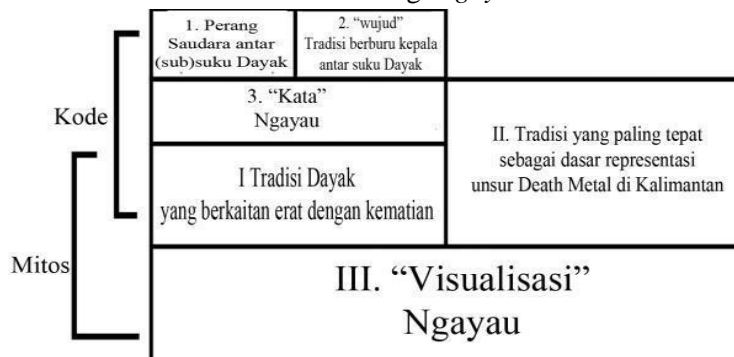 1. Perang
Saudara antar
(sub)suku Dayak
2. “wujud”
Tradisi berburu kepala
antar suku Dayak
Kode
3. “Kata”
Ngayau
II. Tradisi yang paling tepat
sebagai dasar representasi
unsur Death Metal di Kalimantan
I Tradisi Dayak
yang berkaitan erat dengan kematian
Mitos
III. “Visualisasi”
Ngayau